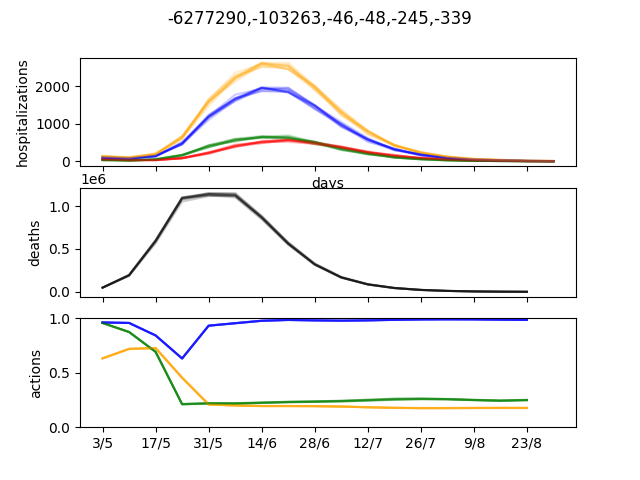 -6277290,-103263,-46,-48,-245,-339
hospitalizations
2000
1000
0
days
1e6
deaths
1.0
0.5
0.0
actions
1.0
0.5
0.0
3/5 17/5 31/5 14/6 28/6 12/7 26/7 9/8 23/8